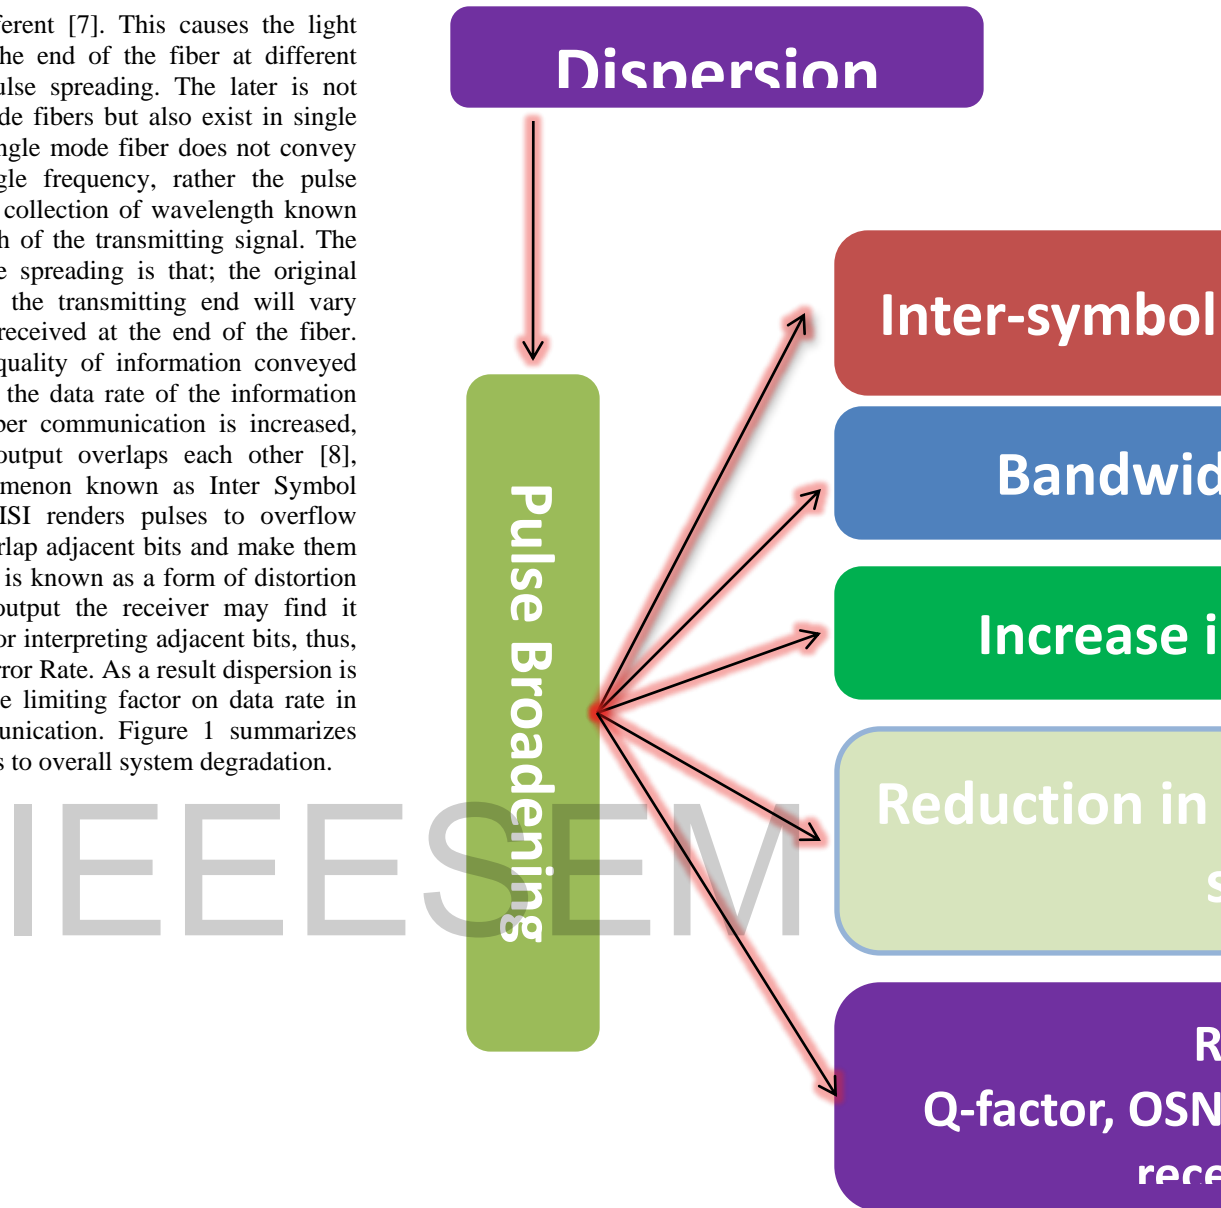 ferent [7]. This causes the light
the end of the fiber at different
ulse spreading. The later is not
de fibers but also exist in single
ngle mode fiber does not convey
gle frequency, rather the pulse
collection of wavelength known
h of the transmitting signal. The
e spreading is that; the original
the transmitting end will vary
received at the end of the fiber.
quality of information conveyed
the data rate of the information
ber communication is increased,
output overlaps each other [8],
menon known as Inter Symbol
ISI renders pulses to overflow
erlap adjacent bits and make them
is known as a form of distortion
output the receiver may find it
or interpreting adjacent bits, thus,
rror Rate. As a result dispersion is
e limiting factor on data rate in
unication. Figure 1 summarizes
s to overall system degradation.
Dispersion
Pulse Broadening
Inter-symbol
Bandwid
Increase i
Reduction in
s
R
Q-factor, OSN
rece
IEEESEM